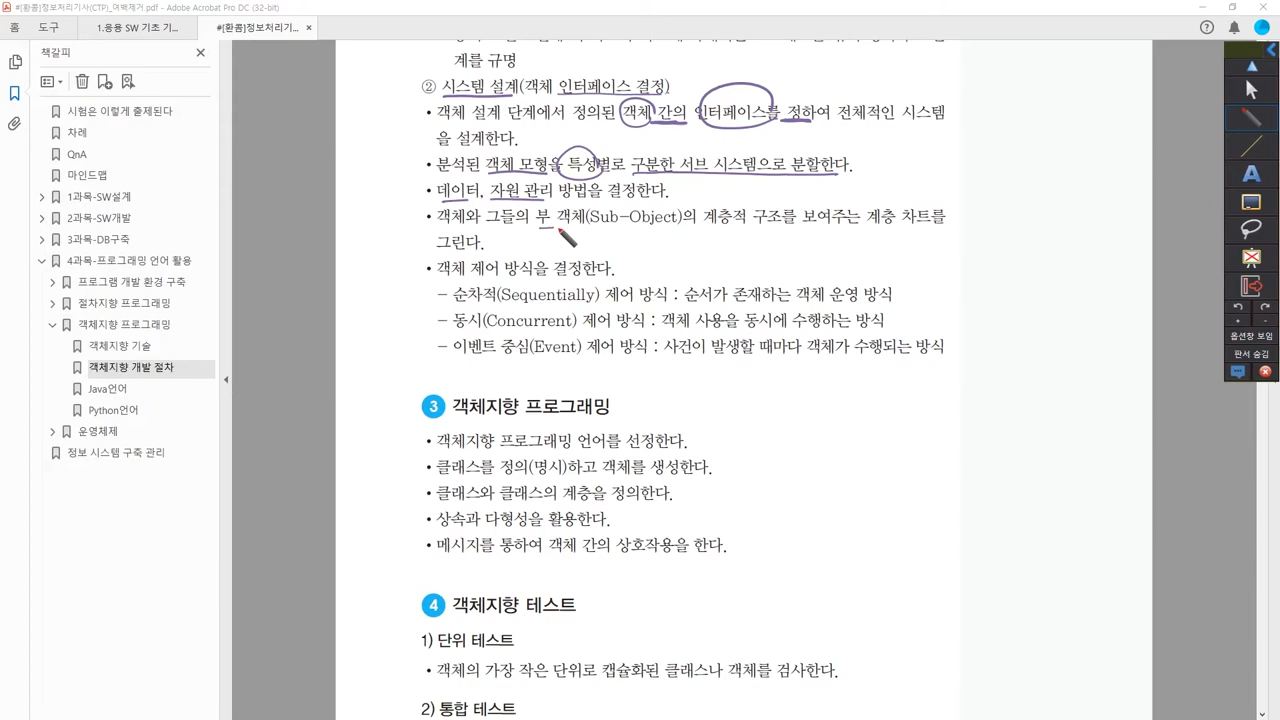 #[환콤]정보처리기사(CTP)_여백제거.pdf - Adobe Acrobat Pro DC (32-bit)
홈 도구 1.응용 SW 기초 기... #[환콤]정보처리기... ×
책갈피
시험은 이렇게 출제된다
차례
QnA
마인드맵
1과목-SW설계
2과목-SW개발
3과목-DB구축
4과목-프로그래밍 언어 활용
프로그램 개발 환경 구축
절차지향 프로그래밍
객체지향 프로그래밍
객체지향 기술
객체지향 개발 절차
Java언어
Python언어
운영체제
정보 시스템 구축 관리
계를 규명
② 시스템 설계(객체 인터페이스 결정)
• 객체 설계 단계에서 정의된 객체 간의 인터페이스를 정하여 전체적인 시스템
을 설계한다.
• 분석된 객체 모형을 특성별로 구분한 서브 시스템으로 분할한다.
• 데이터, 자원 관리 방법을 결정한다.
• 객체와 그들의 부 객체(Sub-Object)의 계층적 구조를 보여주는 계층 차트를
그린다.
• 객체 제어 방식을 결정한다.
- 순차적(Sequentially) 제어 방식 : 순서가 존재하는 객체 운영 방식
- 동시(Concurrent) 제어 방식 : 객체 사용을 동시에 수행하는 방식
- 이벤트 중심(Event) 제어 방식 : 사건이 발생할 때마다 객체가 수행되는 방식
3 객체지향 프로그래밍
• 객체지향 프로그래밍 언어를 선정한다.
• 클래스를 정의(명시)하고 객체를 생성한다.
• 클래스와 클래스의 계층을 정의한다.
• 상속과 다형성을 활용한다.
• 메시지를 통하여 객체 간의 상호작용을 한다.
4 객체지향 테스트
1) 단위 테스트
• 객체의 가장 작은 단위로 캡슐화된 클래스나 객체를 검사한다.
2) 통합 테스트
A
옵션창 보임
판서 숨김